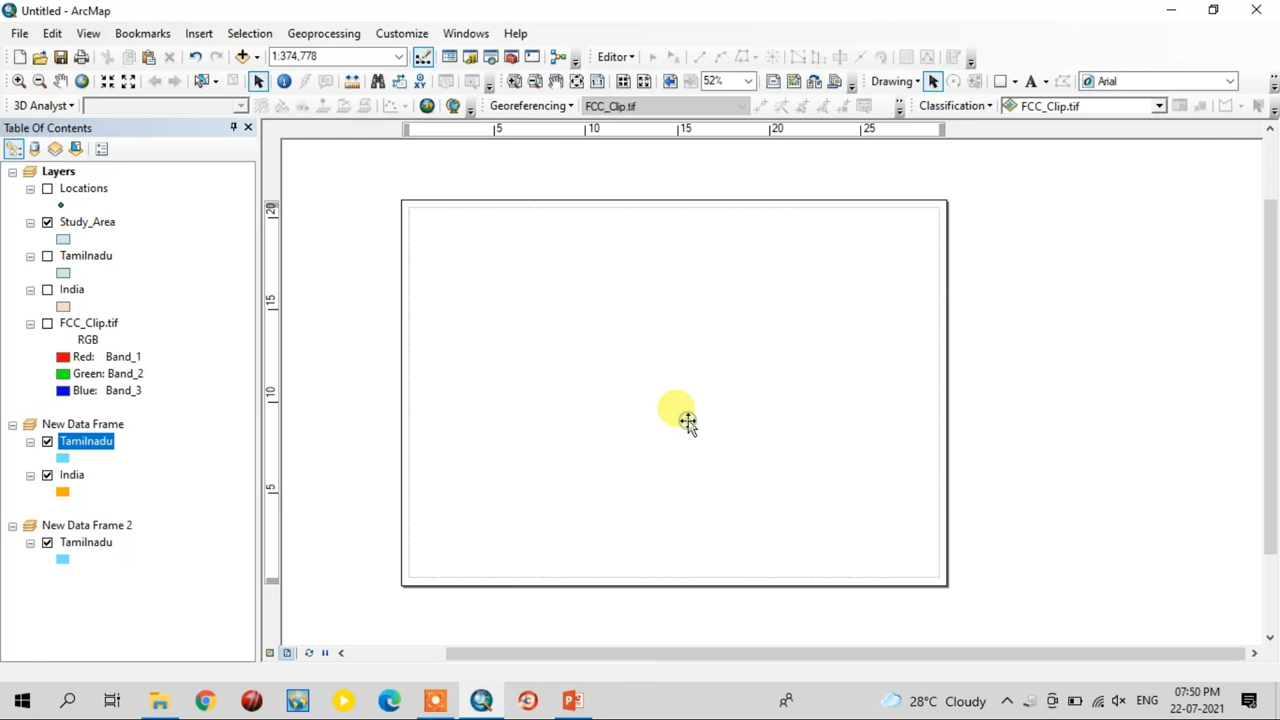 Untitled - ArcMap
File Edit View Bookmarks Insert Selection Geoprocessing Customize Windows Help
1:374,778 Editor
52% Drawing Arial
3D Analyst Georeferencing FCC_Clip.tif Classification FCC_Clip.tif
Table Of Contents
5 10 15 20 25
Layers
Locations
Study_Area
Tamilnadu
India
FCC_Clip.tif
RGB
Red: Band_1
Green: Band_2
Blue: Band_3
New Data Frame
Tamilnadu
India
New Data Frame 2
Tamilnadu
20
15
10
5
28°C Cloudy ENG 07:50 PM
22-07-2021